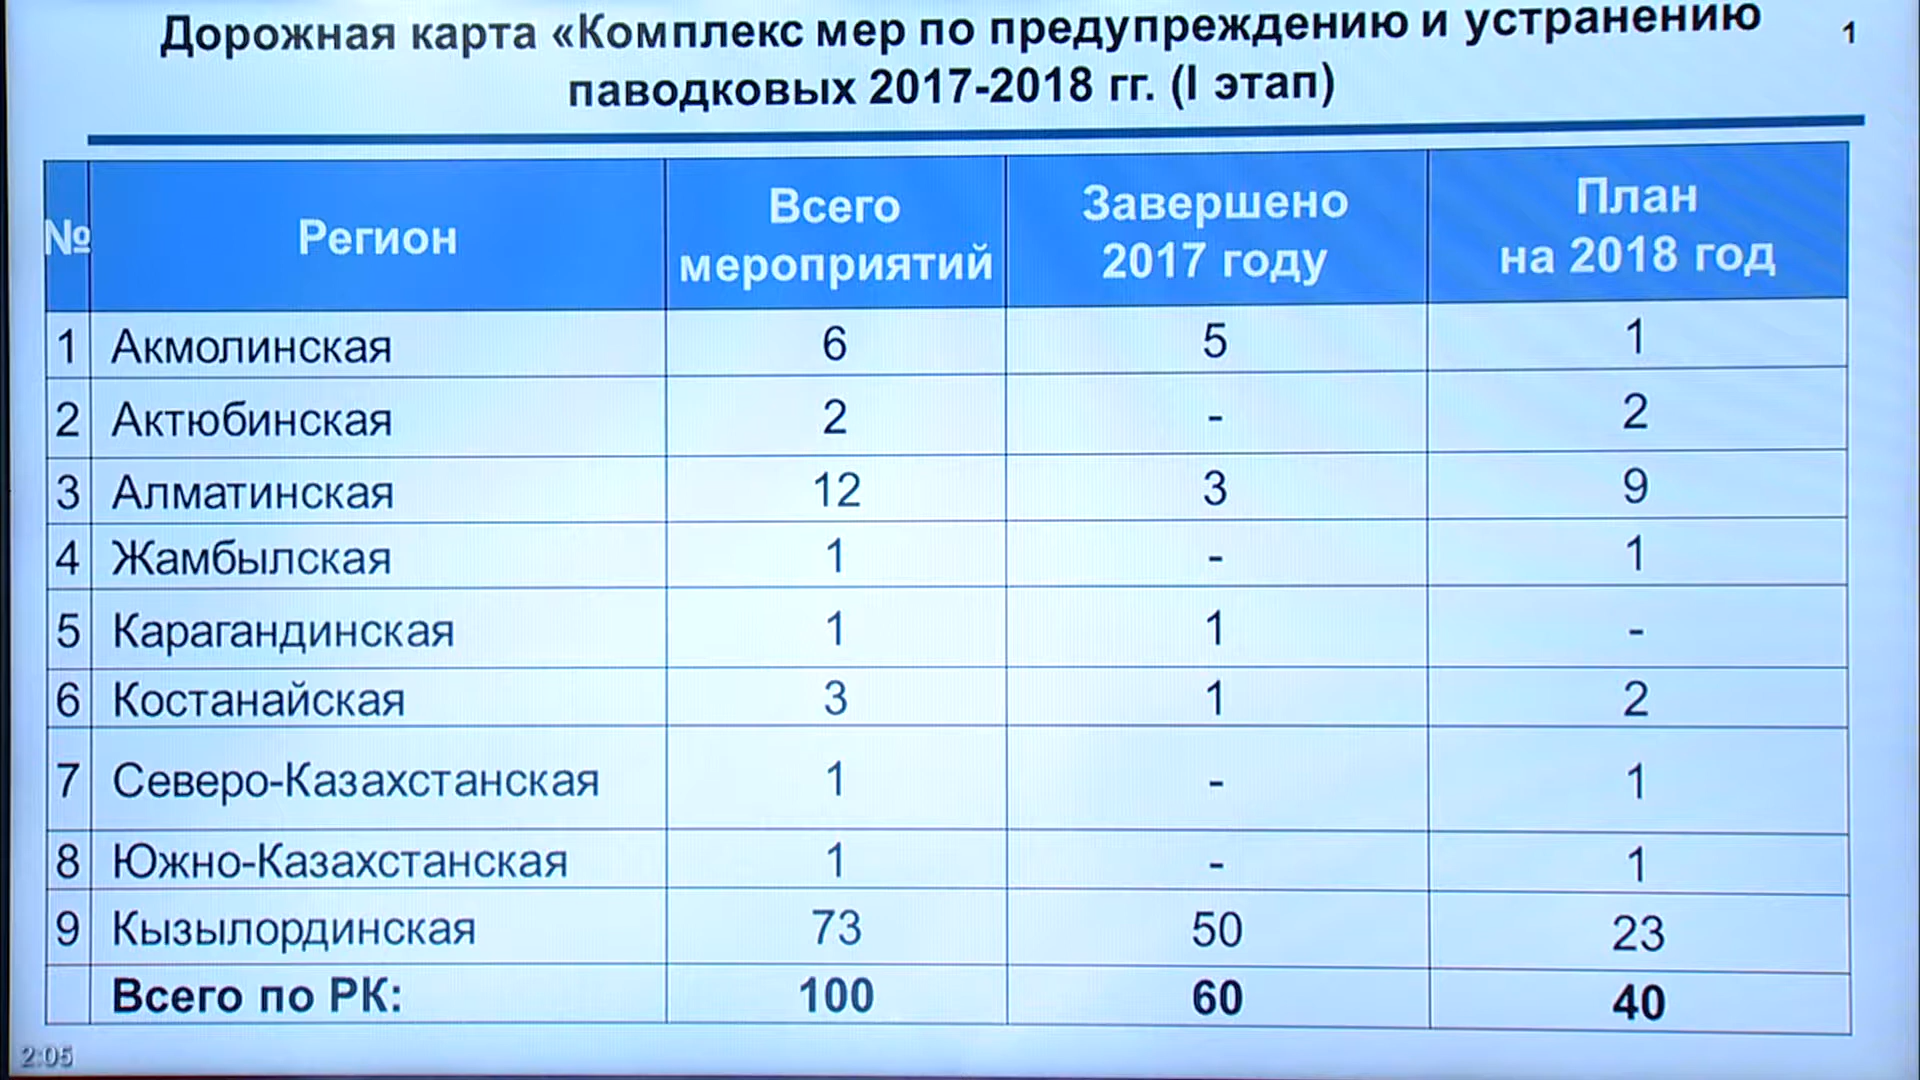 Дорожная карта «Комплекс мер по предупреждению и устранению
1
паводковых 2017-2018 гг. (I этап)
№ Регион Всего мероприятий Завершено 2017 году План на 2018 год
1 Акмолинская 6 5 1
2 Актюбинская 2 - 2
3 Алматинская 12 3 9
4 Жамбылская 1 - 1
5 Карагандинская 1 1 -
6 Костанайская 3 1 2
7 Северо-Казахстанская 1 - 1
8 Южно-Казахстанская 1 - 1
9 Кызылординская 73 50 23
Всего по РК: 100 60 40
2:05